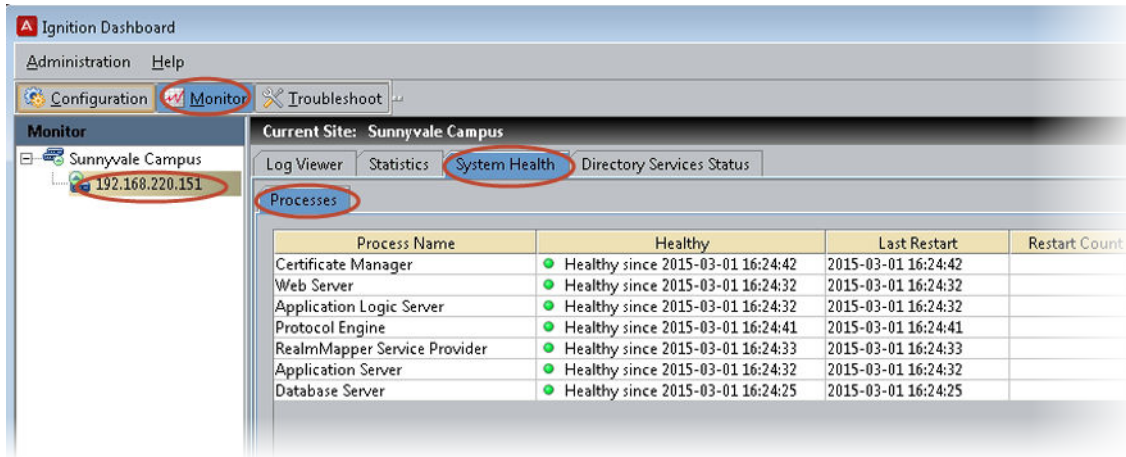 Ignition Dashboard
Administration Help
Configuration Monitor Troubleshoot
Monitor
Current Site: Sunnyvale Campus
Sunnyvale Campus
192.168.220.151
Log Viewer Statistics System Health Directory Services Status
Processes
Process Name Healthy Last Restart Restart Count
Certificate Manager Healthy since 2015-03-01 16:24:42 2015-03-01 16:24:42
Web Server Healthy since 2015-03-01 16:24:32 2015-03-01 16:24:32
Application Logic Server Healthy since 2015-03-01 16:24:32 2015-03-01 16:24:32
Protocol Engine Healthy since 2015-03-01 16:24:41 2015-03-01 16:24:41
RealmMapper Service Provider Healthy since 2015-03-01 16:24:33 2015-03-01 16:24:33
Application Server Healthy since 2015-03-01 16:24:32 2015-03-01 16:24:32
Database Server Healthy since 2015-03-01 16:24:25 2015-03-01 16:24:25